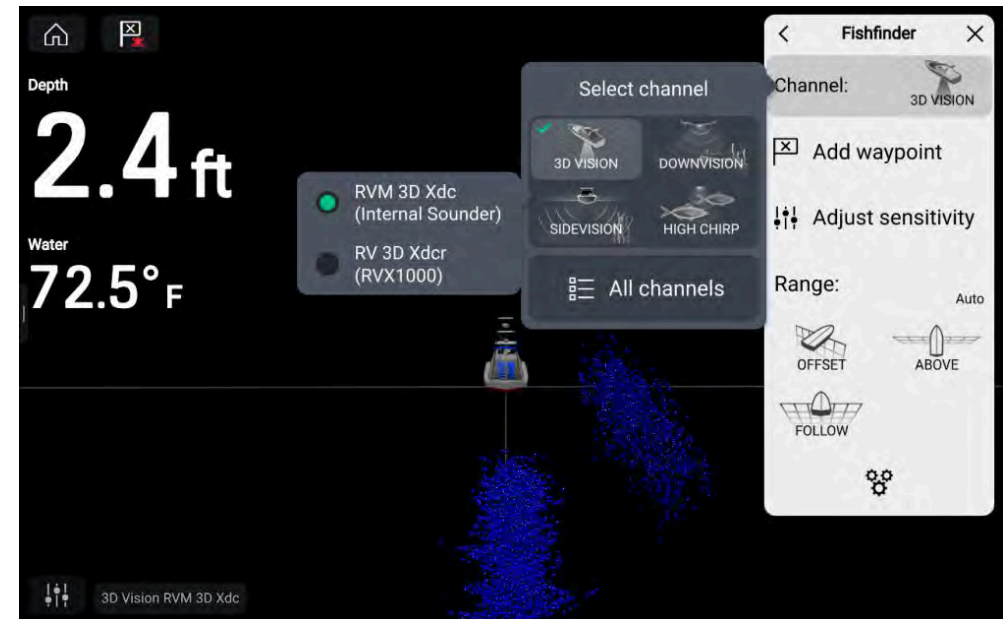 Depth
2.4 ft
Water
72.5° F
RVM 3D Xdc
(Internal Sounder)
RV 3D Xdcr
(RVX1000)
Select channel
3D VISION
DOWNVISION
SIDEVISION
HIGH CHIRP
All channels
Fishfinder
Channel:
3D VISION
Add waypoint
Adjust sensitivity
Range:
Auto
OFFSET
ABOVE
FOLLOW
3D Vision RVM 3D Xdc